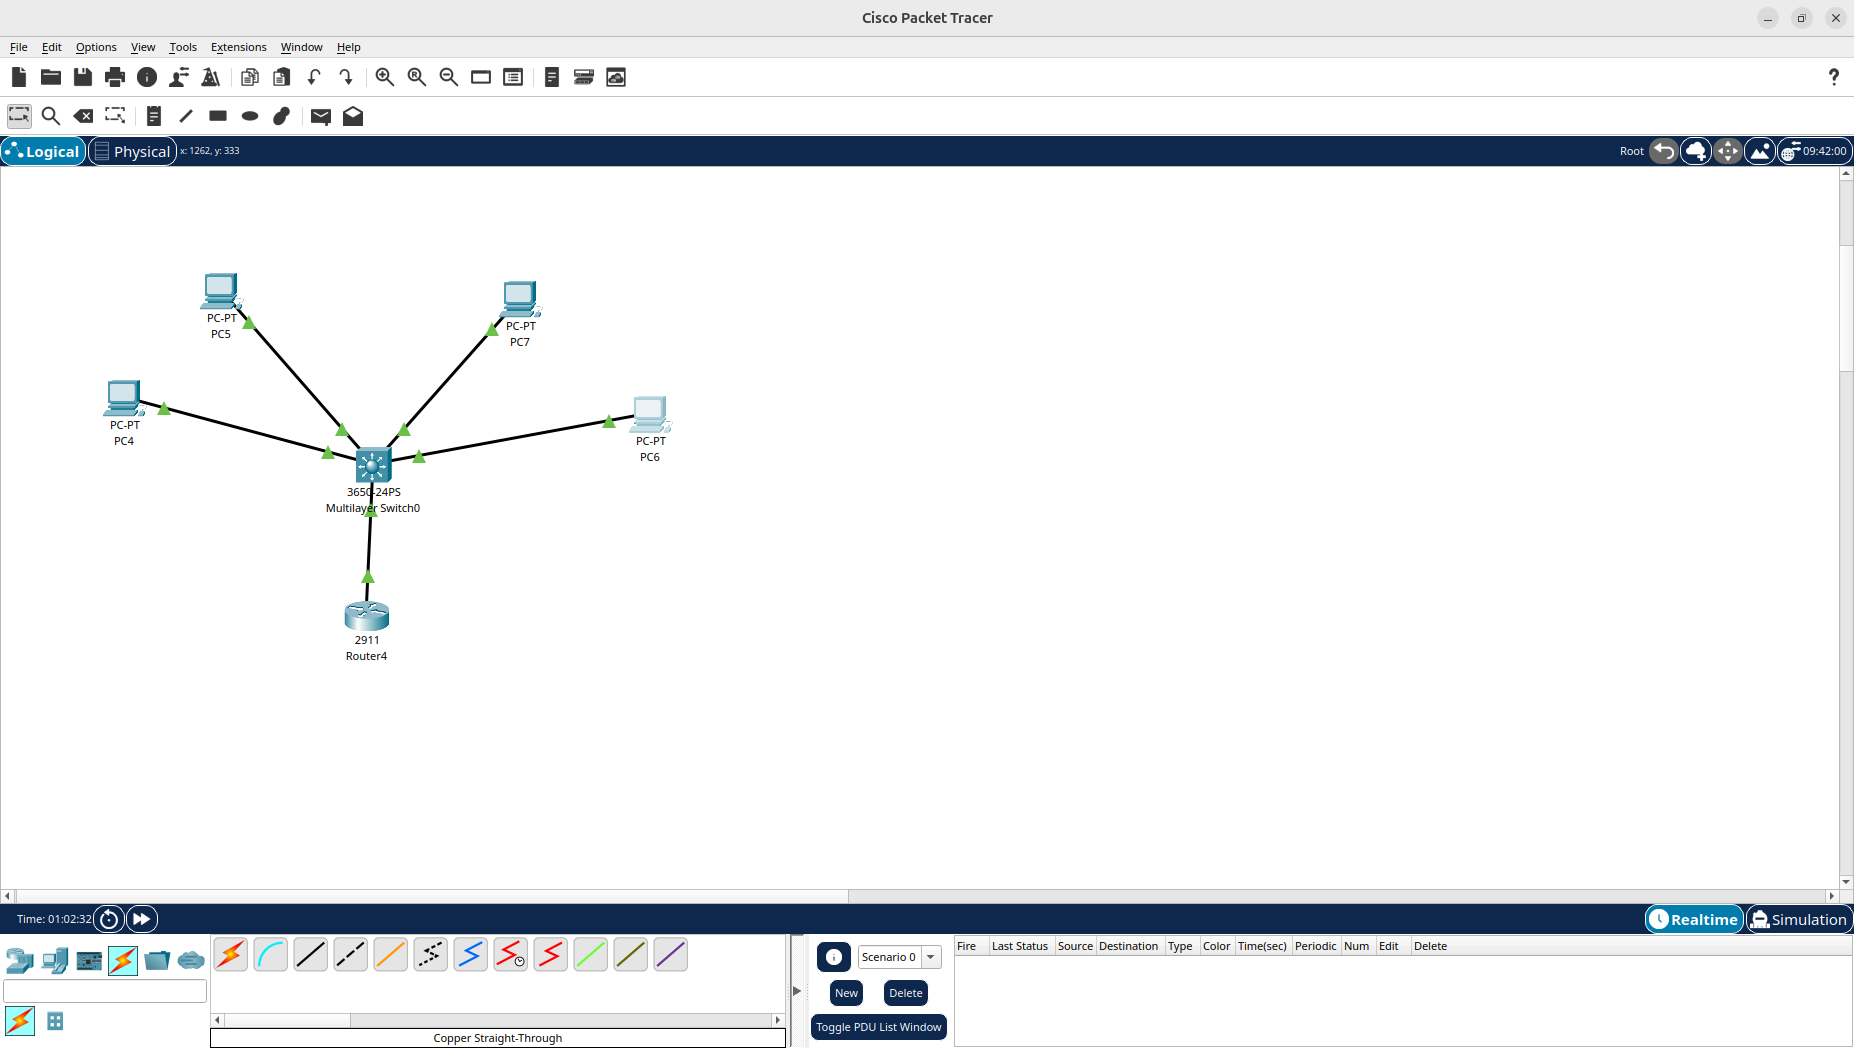 Cisco Packet Tracer
File Edit Options View Tools Extensions Window Help
?
Logical Physical x: 1262, y: 333 Root 09:42:00
PC-PT
PC5
PC-PT
PC7
PC-PT
PC4
PC-PT
PC6
3650-24PS
Multilayer Switch0
2911
Router4
Time: 01:02:32 Realtime Simulation
Scenario 0
New Delete
Toggle PDU List Window
Fire Last Status Source Destination Type Color Time(sec) Periodic Num Edit Delete
Copper Straight-Through